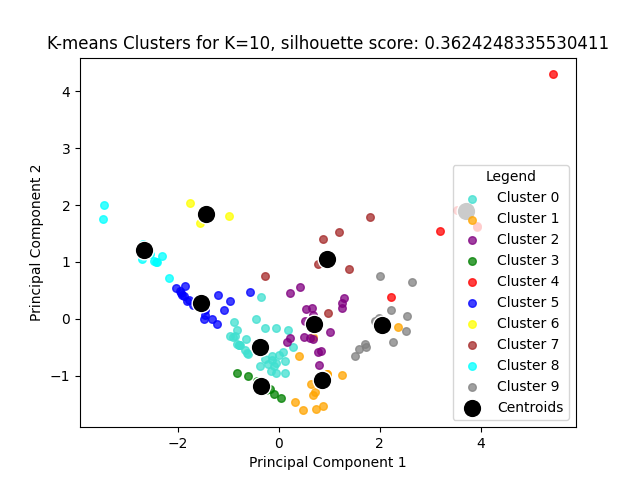 K-means Clusters for K=10, silhouette score: 0.3624248335530411
4
3
2
1
0
−1
Principal Component 2
Legend
Cluster 0
Cluster 1
Cluster 2
Cluster 3
Cluster 4
Cluster 5
Cluster 6
Cluster 7
Cluster 8
Cluster 9
Centroids
−2
0
2
4
Principal Component 1